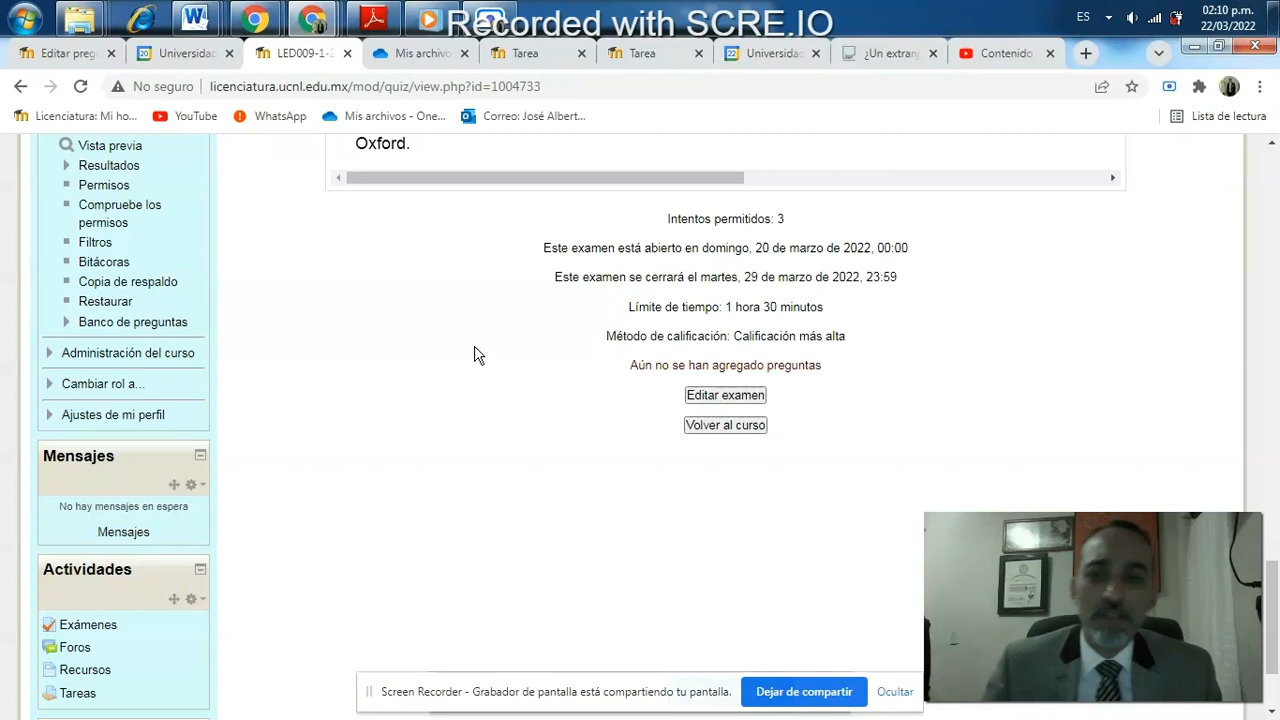 Recorded with SCRE.IO
ES
02:10 p.m.
22/03/2022
Editar preg
Universidad
LED009-1-2
Mis archivo
Tarea
Tarea
Universidad
¿Un extranj
Contenido
No seguro
licenciatura.ucnl.edu.mx/mod/quiz/view.php?id=1004733
Licenciatura: Mi ho...
YouTube
WhatsApp
Mis archivos - One...
Correo: José Albert...
Lista de lectura
Vista previa
Resultados
Permisos
Compruebe los
permisos
Filtros
Bitácoras
Copia de respaldo
Restaurar
Banco de preguntas
Administración del curso
Cambiar rol a...
Ajustes de mi perfil
Mensajes
No hay mensajes en espera
Mensajes
Actividades
Exámenes
Foros
Recursos
Tareas
Oxford.
Intentos permitidos: 3
Este examen está abierto en domingo, 20 de marzo de 2022, 00:00
Este examen se cerrará el martes, 29 de marzo de 2022, 23:59
Límite de tiempo: 1 hora 30 minutos
Método de calificación: Calificación más alta
Aún no se han agregado preguntas
Editar examen
Volver al curso
Screen Recorder - Grabador de pantalla está compartiendo tu pantalla.
Dejar de compartir
Ocultar